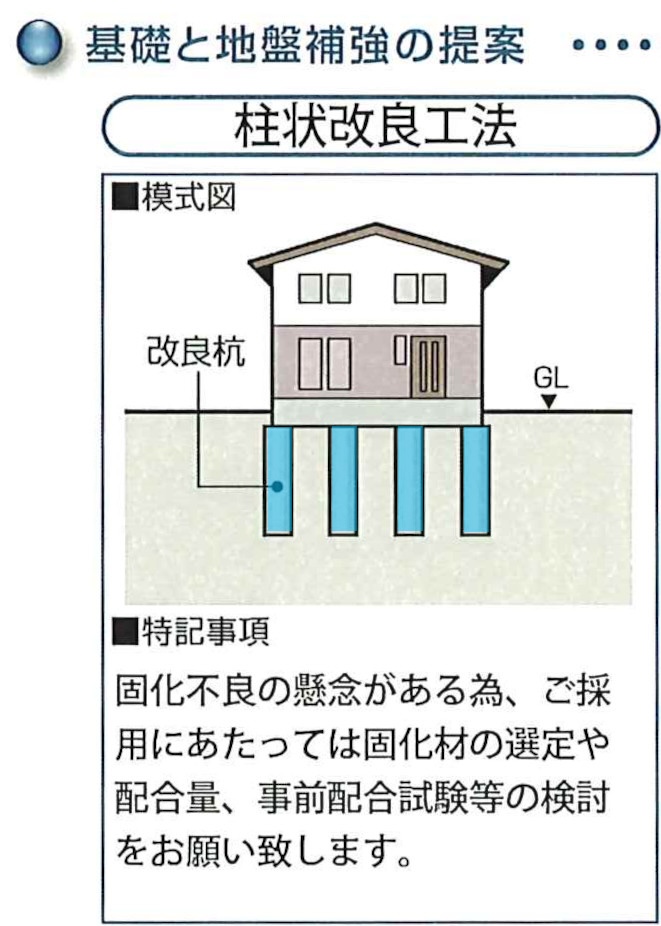 基礎と地盤補強の提案 ••••
柱状改良工法
■模式図
改良杭
GL
▼
■特記事項
固化不良の懸念がある為、ご採
用にあたっては固化材の選定や
配合量、事前配合試験等の検討
をお願い致します。